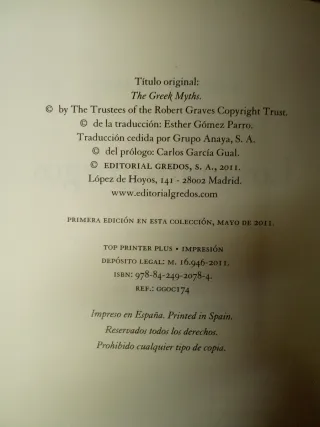 Título original:
The Greek Myths.
© by The Trustees of the Robert Graves Copyright Trust.
© de la traducción: Esther Gómez Parro.
Traducción cedida por Grupo Anaya, S. A.
© del prólogo: Carlos García Gual.
© EDITORIAL GREDOS, S. A., 2011.
López de Hoyos, 141 - 28002 Madrid.
www.editorialgredos.com
PRIMERA EDICIÓN EN ESTA COLECCIÓN, MAYO DE 2011.
TOP PRINTER PLUS • IMPRESIÓN
DEPÓSITO LEGAL: M. 16.946-2011.
ISBN: 978-84-249-2078-4.
REF.: GGOC174
Impreso en España. Printed in Spain.
Reservados todos los derechos.
Prohibido cualquier tipo de copia.